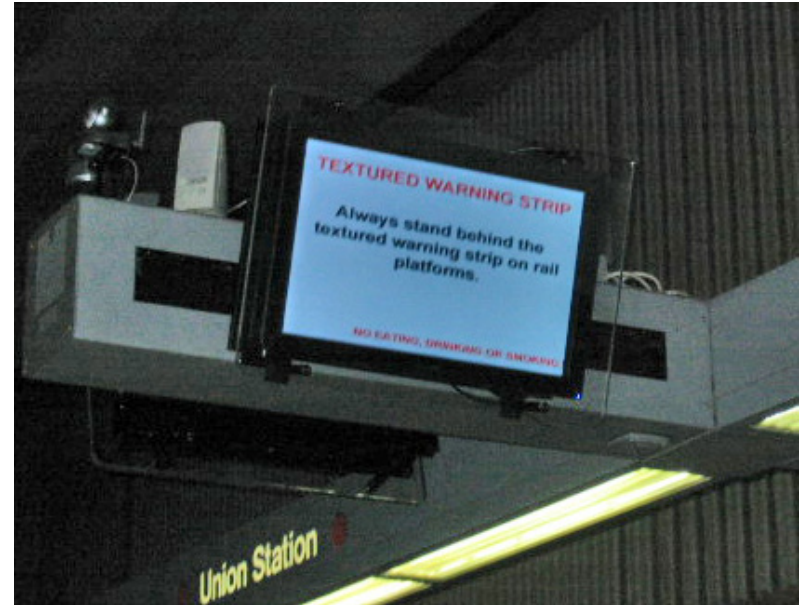 TEXTURED WARNING STRIP
Always stand behind the
textured warning strip on rail
platforms.
NO EATING, DRINKING OR SMOKING
Union Station